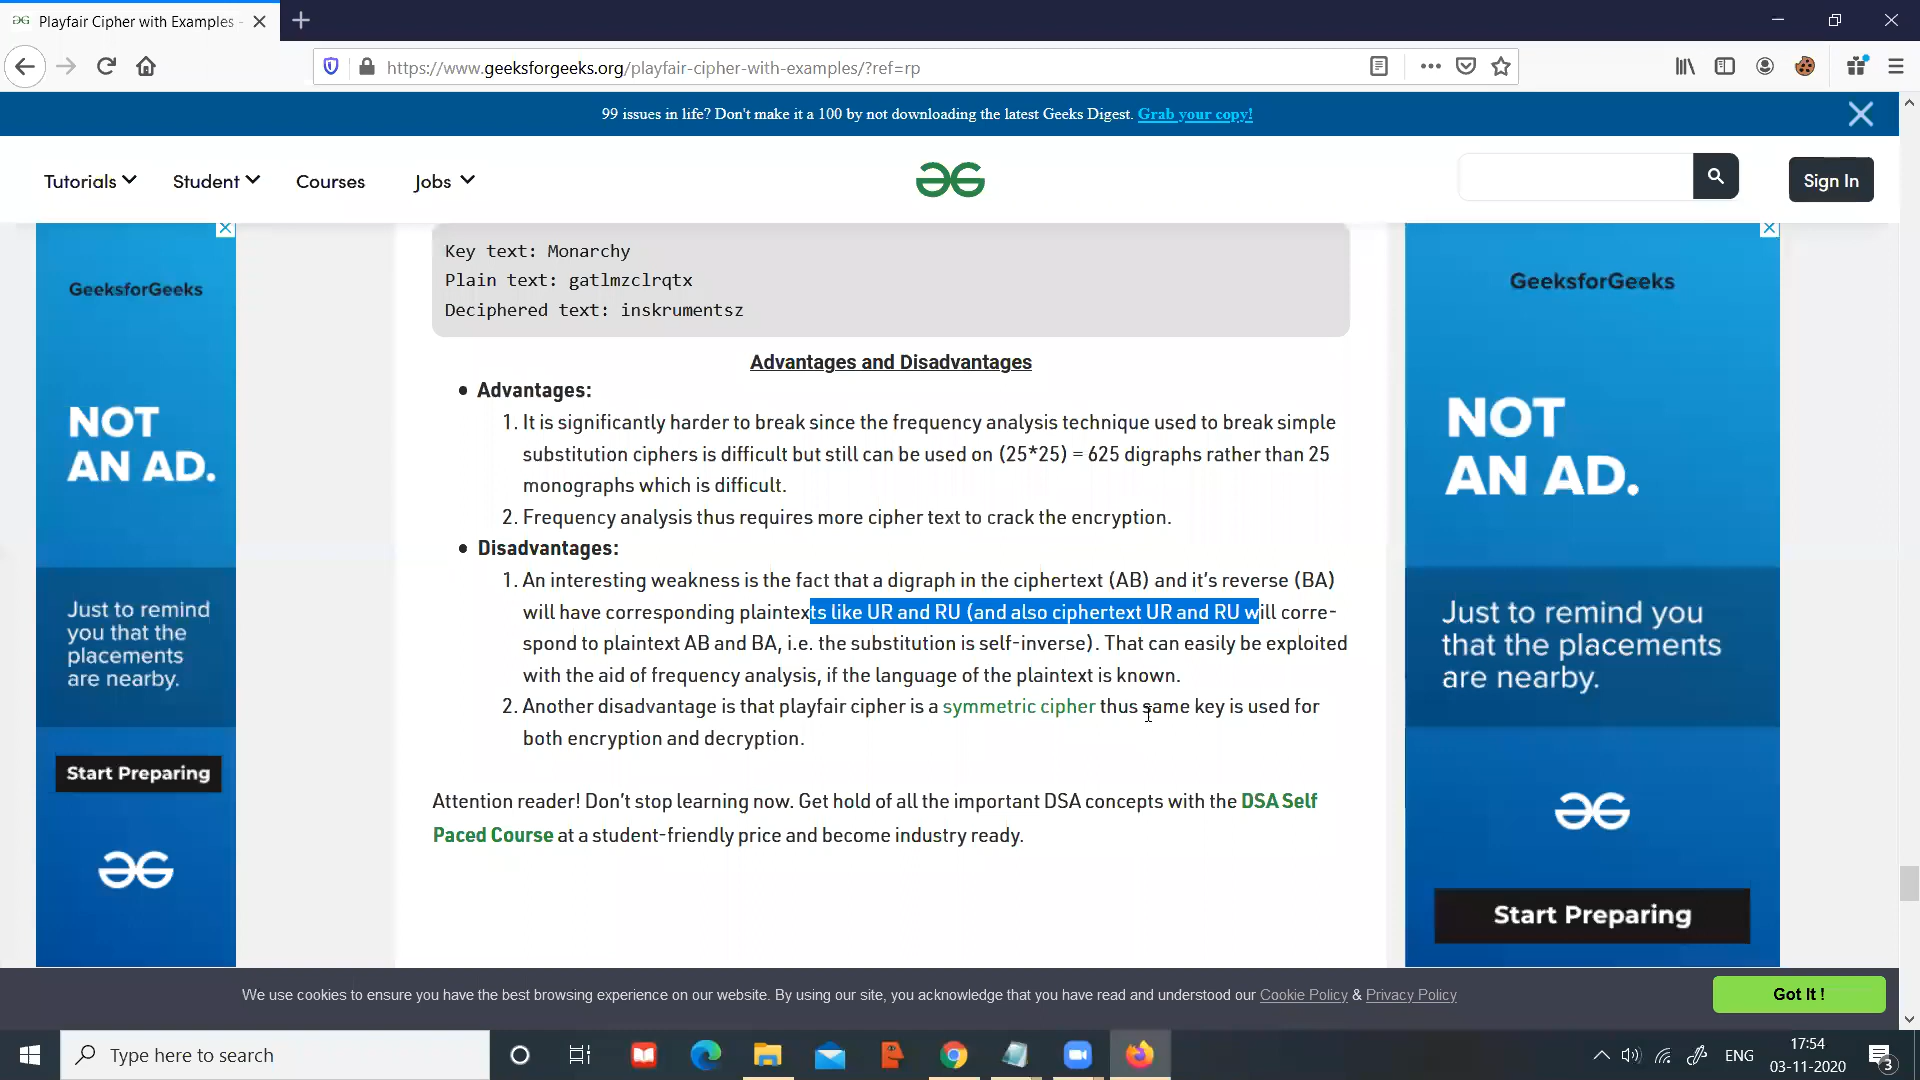 Playfair Cipher with Examples -
https://www.geeksforgeeks.org/playfair-cipher-with-examples/?ref=rp
99 issues in life? Don't make it a 100 by not downloading the latest Geeks Digest. Grab your copy!
Tutorials Student Courses Jobs
Sign In
GeeksforGeeks
NOT
AN AD.
Just to remind
you that the
placements
are nearby.
Start Preparing
Key text: Monarchy
Plain text: gatlmzclrqtx
Deciphered text: inskrumentsz
Advantages and Disadvantages
• Advantages:
1. It is significantly harder to break since the frequency analysis technique used to break simple
substitution ciphers is difficult but still can be used on (25*25) = 625 digraphs rather than 25
monographs which is difficult.
2. Frequency analysis thus requires more cipher text to crack the encryption.
• Disadvantages:
1. An interesting weakness is the fact that a digraph in the ciphertext (AB) and it's reverse (BA)
will have corresponding plaintexts like UR and RU (and also ciphertext UR and RU will corre-
spond to plaintext AB and BA, i.e. the substitution is self-inverse). That can easily be exploited
with the aid of frequency analysis, if the language of the plaintext is known.
2. Another disadvantage is that playfair cipher is a symmetric cipher thus same key is used for
both encryption and decryption.
Attention reader! Don't stop learning now. Get hold of all the important DSA concepts with the DSA Self
Paced Course at a student-friendly price and become industry ready.
GeeksforGeeks
NOT
AN AD.
Just to remind you
that the placements
are nearby.
Start Preparing
We use cookies to ensure you have the best browsing experience on our website. By using our site, you acknowledge that you have read and understood our Cookie Policy & Privacy Policy
Got It !
Type here to search
ENG
17:54
03-11-2020
3